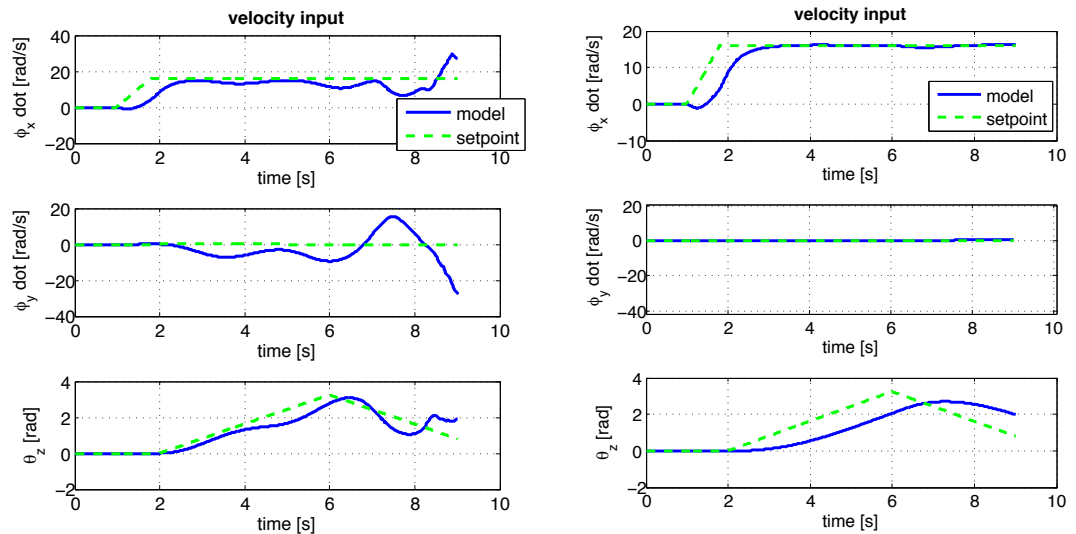 velocity input
40
20
0
−20
ϕx dot [rad/s]
model
setpoint
0 2 4 6 8 10
time [s]
20
0
−20
−40
ϕy dot [rad/s]
0 2 4 6 8 10
time [s]
4
2
0
−2
θz [rad]
0 2 4 6 8 10
time [s]
velocity input
20
10
0
−10
ϕx dot [rad/s]
model
setpoint
0 2 4 6 8 10
time [s]
20
0
−20
−40
ϕy dot [rad/s]
0 2 4 6 8 10
time [s]
4
2
0
−2
θz [rad]
0 2 4 6 8 10
time [s]